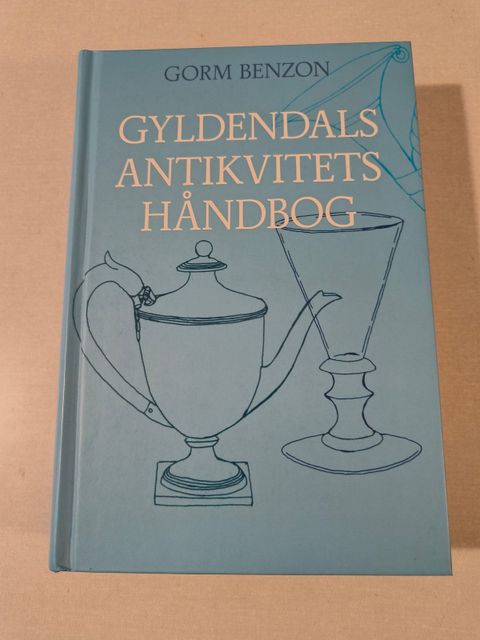 GORM BENZON
GYLDENDALS
ANTIKVITETS
HÅNDBOG